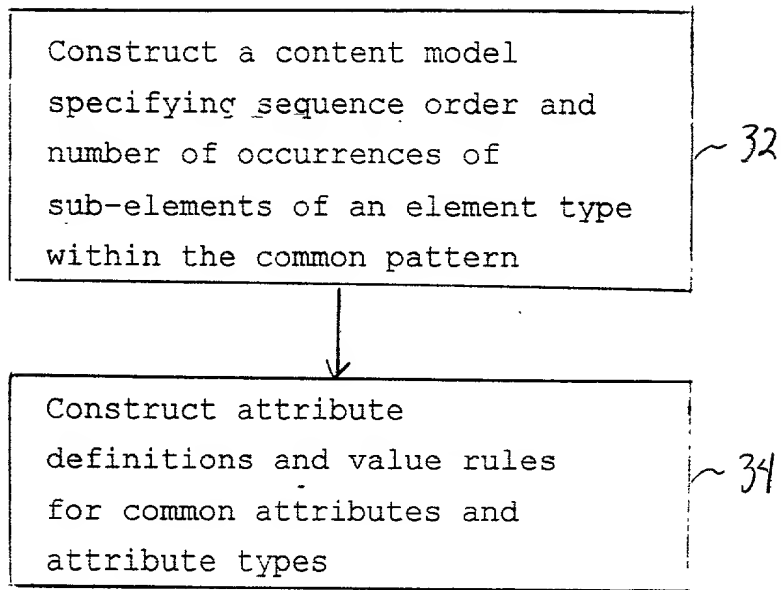 Construct a content model
specifying sequence order and
number of occurrences of
sub-elements of an element type
within the common pattern
32
Construct attribute
definitions and value rules
for common attributes and
attribute types
34